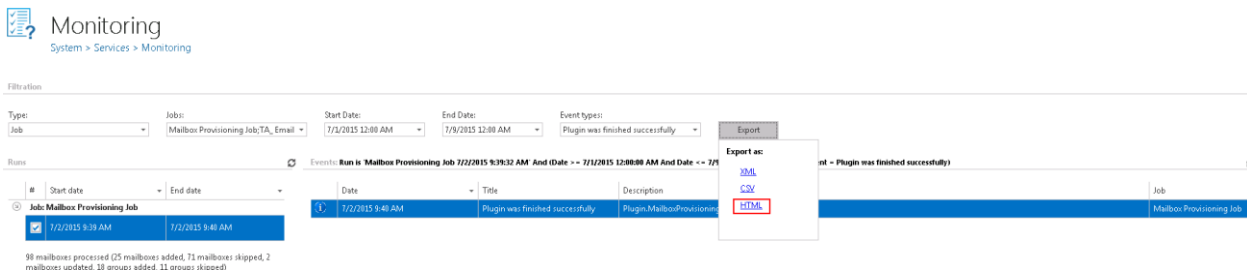 Monitoring
System > Services > Monitoring
Filtration
Type:
Jobs:
Start Date:
End Date:
Event types:
Job
Mailbox Provisioning Job;TA_ Email
7/1/2015 12:00 AM
7/9/2015 12:00 AM
Plugin was finished successfully
Export
Export as:
XML
CSV
HTML
Runs
Events: Run is 'Mailbox Provisioning Job 7/2/2015 9:39:32 AM' And (Date >= 7/1/2015 12:00:00 AM And Date <= 7/9 ent = Plugin was finished successfully)
# Start date End date
Date Title Description Job
Job: Mailbox Provisioning Job
7/2/2015 9:40 AM Plugin was finished successfully Plugin.MailboxProvisioning Mailbox Provisioning Job
7/2/2015 9:39 AM 7/2/2015 9:40 AM
98 mailboxes processed (25 mailboxes added, 71 mailboxes skipped, 2
mailboxes updated, 18 groups added, 11 groups skipped)